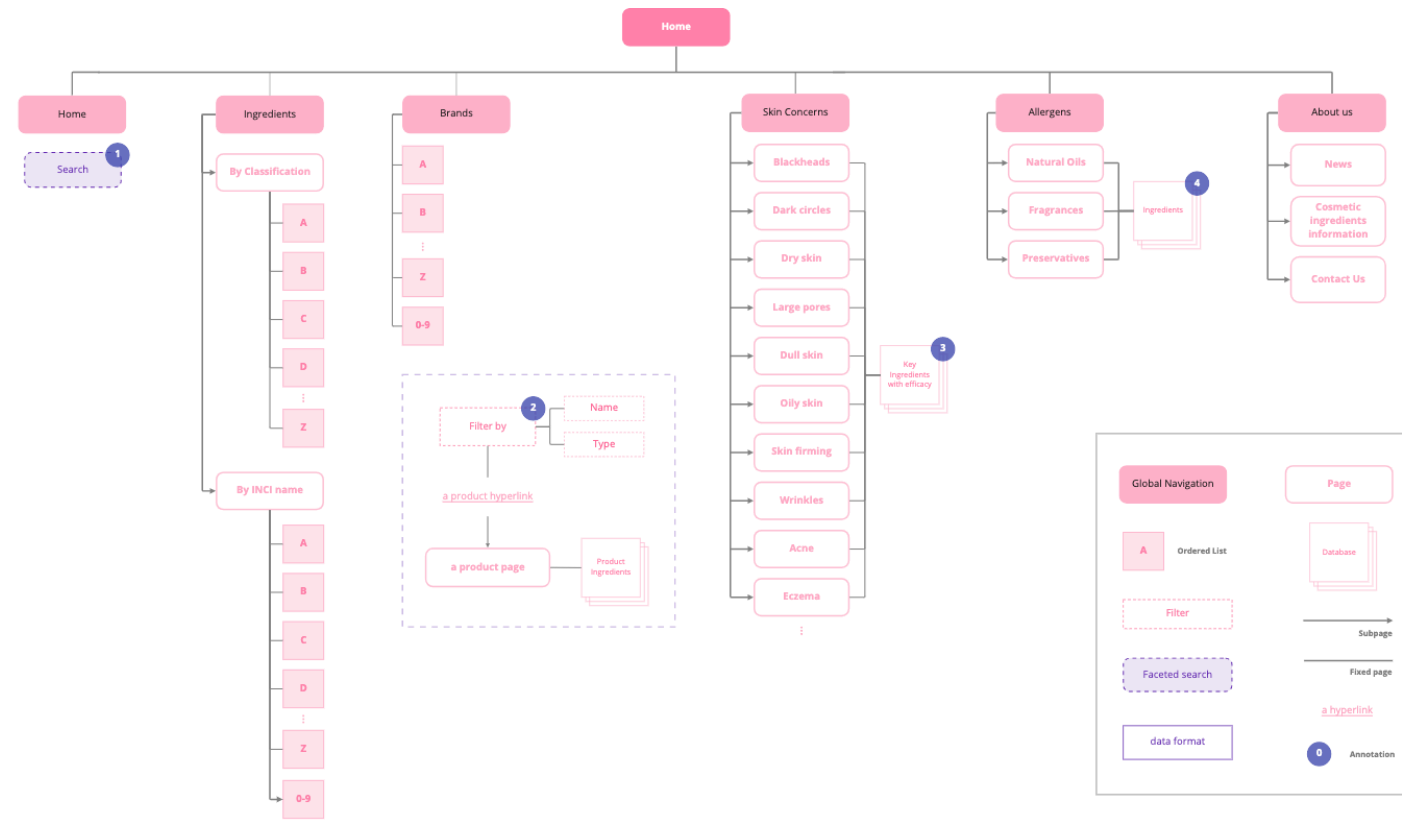 Home
Home
Search
1
Ingredients
By Classification
A
B
C
D
⋮
Z
By INCI name
A
B
C
D
⋮
Z
0-9
Brands
A
B
⋮
Z
0-9
Filter by
2
Name
Type
a product hyperlink
a product page
Product
Ingredients
Skin Concerns
Blackheads
Dark circles
Dry skin
Large pores
Dull skin
Oily skin
Skin firming
Wrinkles
Acne
Eczema
⋮
Key
Ingredients
with efficacy
3
Allergens
Natural Oils
Fragrances
Preservatives
Ingredients
4
About us
News
Cosmetic
ingredients
information
Contact Us
Global Navigation
Page
A
Ordered List
Database
Filter
Subpage
Faceted search
Fixed page
a hyperlink
data format
0
Annotation